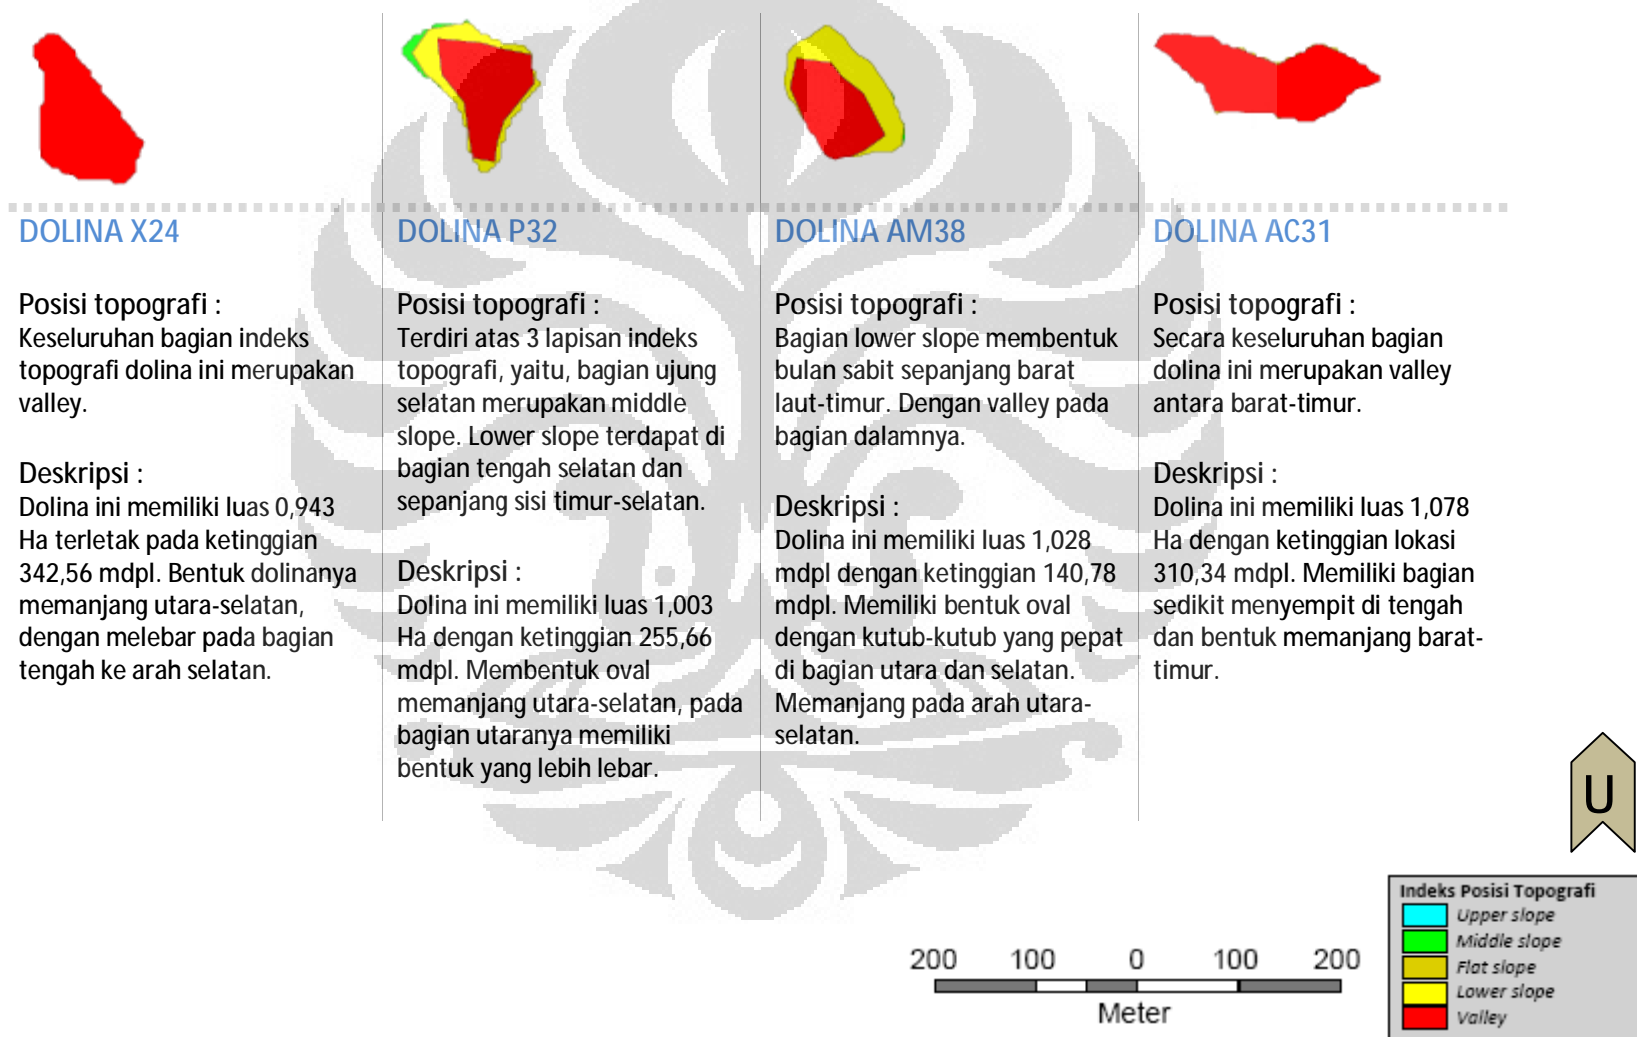 DOLINA X24
Posisi topografi :
Keseluruhan bagian indeks
topografi dolina ini merupakan
valley.
Deskripsi :
Dolina ini memiliki luas 0,943
Ha terletak pada ketinggian
342,56 mdpl. Bentuk dolinanya
memanjang utara-selatan,
dengan melebar pada bagian
tengah ke arah selatan.
DOLINA P32
Posisi topografi :
Terdiri atas 3 lapisan indeks
topografi, yaitu, bagian ujung
selatan merupakan middle
slope. Lower slope terdapat di
bagian tengah selatan dan
sepanjang sisi timur-selatan.
Deskripsi :
Dolina ini memiliki luas 1,003
Ha dengan ketinggian 255,66
mdpl. Membentuk oval
memanjang utara-selatan, pada
bagian utaranya memiliki
bentuk yang lebih lebar.
DOLINA AM38
Posisi topografi :
Bagian lower slope membentuk
bulan sabit sepanjang barat
laut-timur. Dengan valley pada
bagian dalamnya.
Deskripsi :
Dolina ini memiliki luas 1,028
mdpl dengan ketinggian 140,78
mdpl. Memiliki bentuk oval
dengan kutub-kutub yang pepat
di bagian utara dan selatan.
Memanjang pada arah utara-
selatan.
DOLINA AC31
Posisi topografi :
Secara keseluruhan bagian
dolina ini merupakan valley
antara barat-timur.
Deskripsi :
Dolina ini memiliki luas 1,078
Ha dengan ketinggian lokasi
310,34 mdpl. Memiliki bagian
sedikit menyempit di tengah
dan bentuk memanjang barat-
timur.
U
200 100 0 100 200
Meter
Indeks Posisi Topografi
Upper slope
Middle slope
Flat slope
Lower slope
Valley